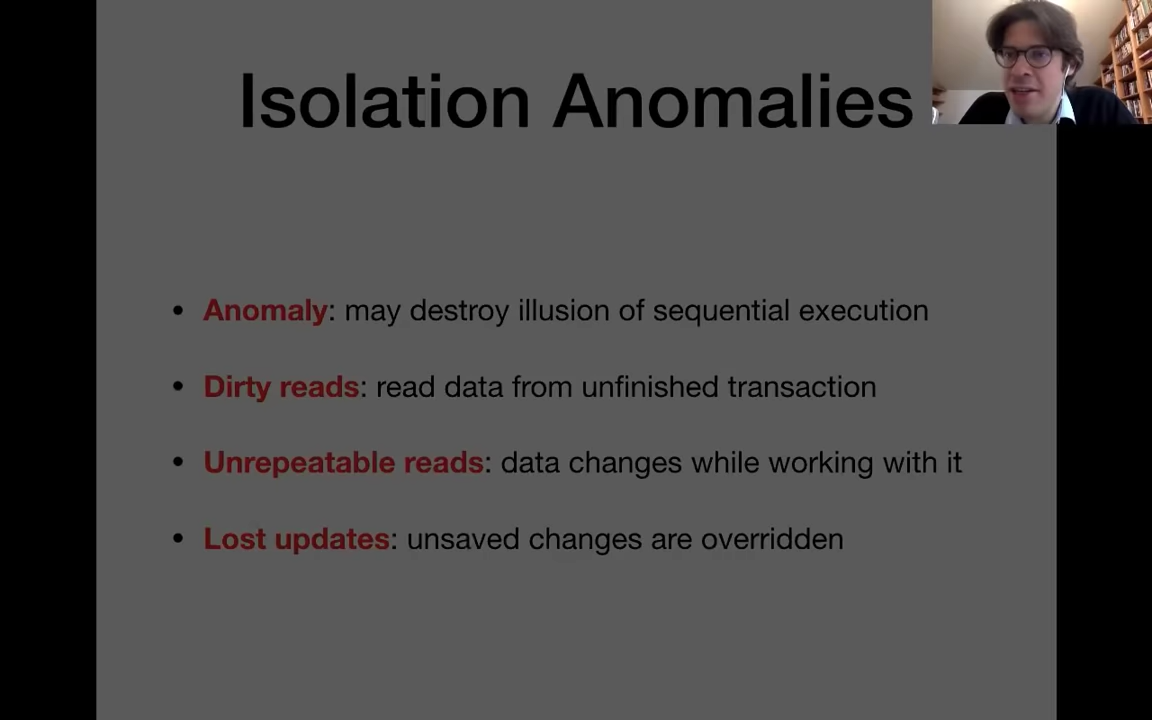 Isolation Anomalies
• Anomaly: may destroy illusion of sequential execution
• Dirty reads: read data from unfinished transaction
• Unrepeatable reads: data changes while working with it
• Lost updates: unsaved changes are overridden